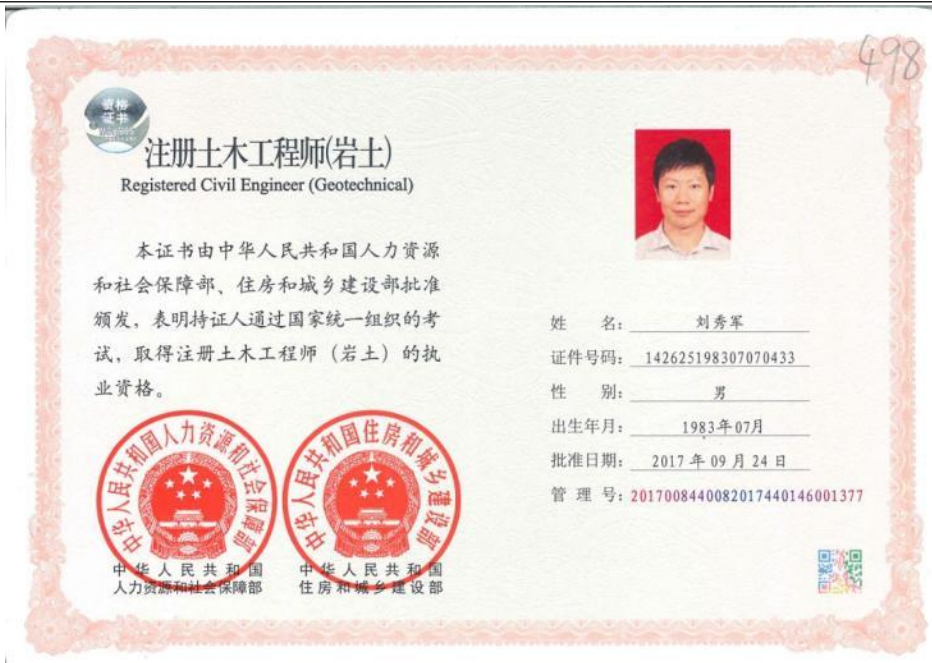 498
资格
证书
注册土木工程师(岩土)
Registered Civil Engineer (Geotechnical)
本证书由中华人民共和国人力资源
和社会保障部、住房和城乡建设部批准
颁发，表明持证人通过国家统一组织的考
试，取得注册土木工程师（岩土）的执
业资格。
中华人民共和国人力资源和社会保障部
中华人民共和国住房和城乡建设部
中华人民共和国
人力资源和社会保障部
中华人民共和国
住房和城乡建设部
姓 名：刘秀军
证件号码：142625198307070433
性 别：男
出生年月：1983年07月
批准日期：2017年09月24日
管 理 号：2017008440082017440146001377